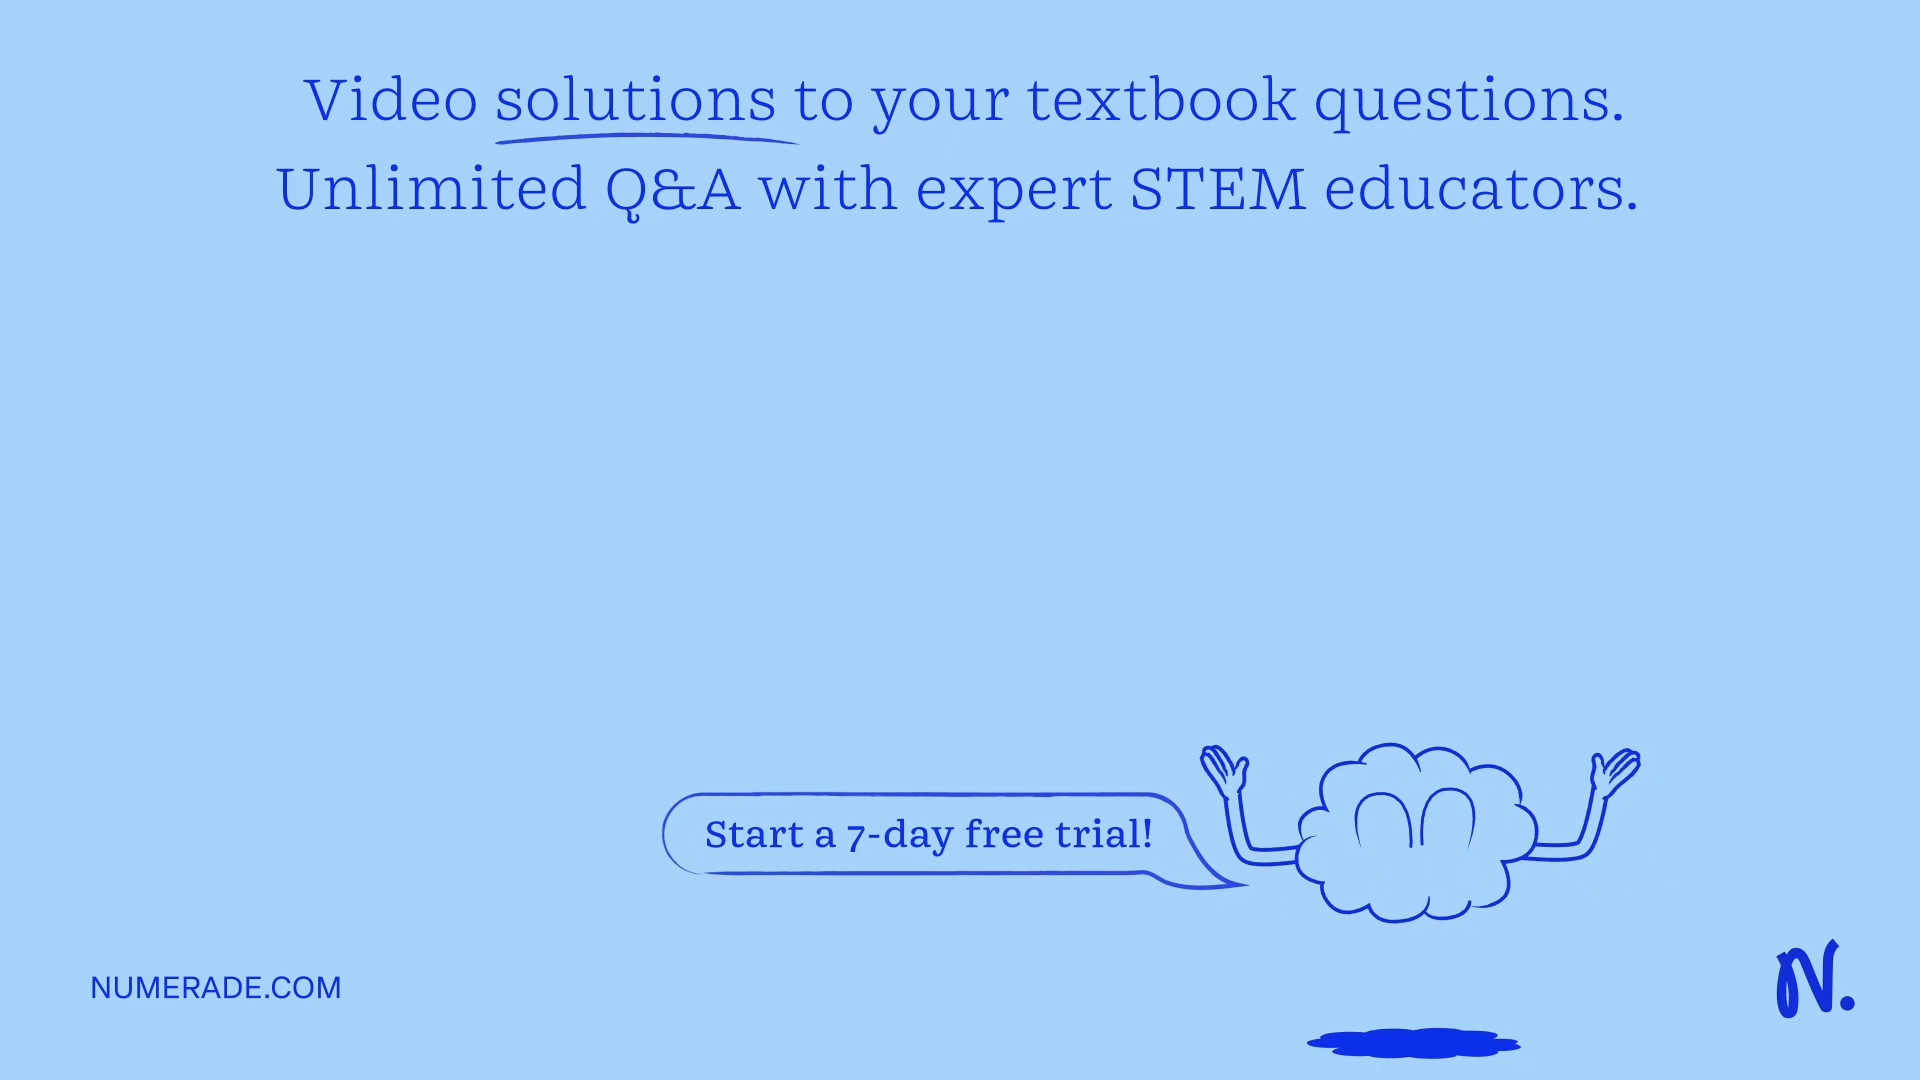 Video solutions to your textbook questions.
Unlimited Q&A with expert STEM educators.
Start a 7-day free trial!
NUMERADE.COM
N.